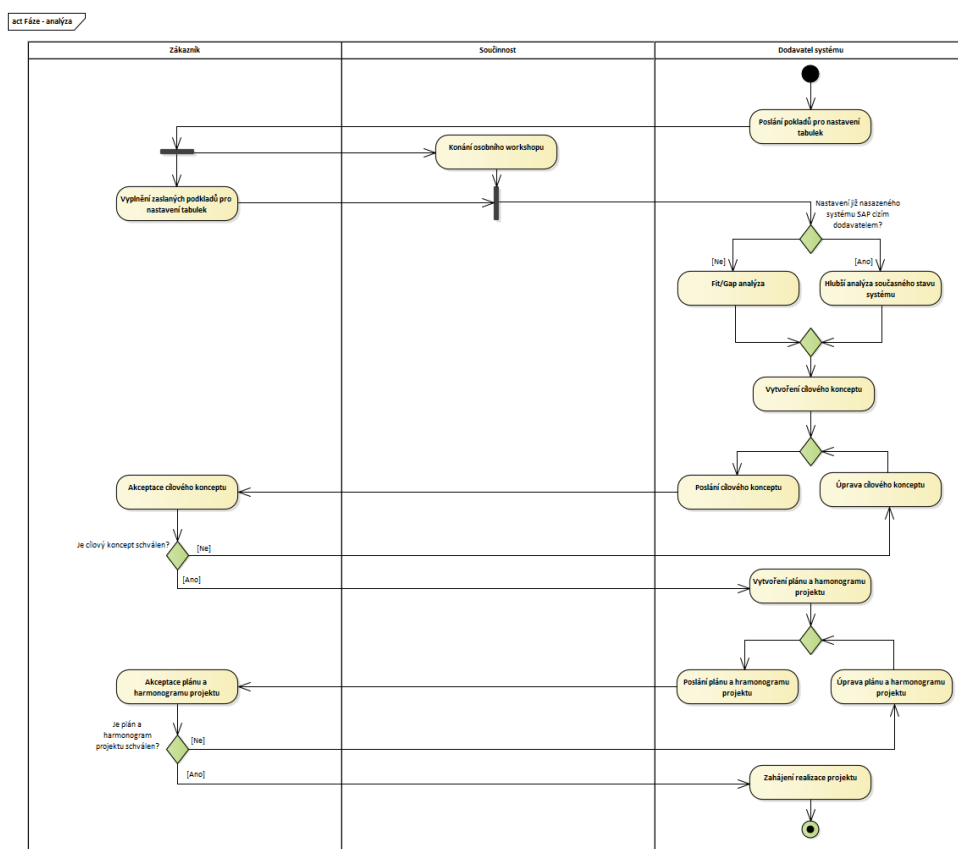 act Fáze - analýza
Zákazník
Součinnost
Dodavatel systému
Poslání pokladů pro nastavení
tabulek
Konání osobního workshopu
Vyplnění zaslaných podkladů pro
nastavení tabulek
Nastavení již nasazeného
systému SAP cizím
dodavatelem?
[Ne]
[Ano]
Fit/Gap analýza
Hlubší analýza současného stavu
systému
Vytvoření cílového konceptu
Akceptace cílového konceptu
Poslání cílového konceptu
Úprava cílového konceptu
Je cílový koncept schválen?
[Ne]
[Ano]
Vytvoření plánu a hamonogramu
projektu
Akceptace plánu a
harmonogramu projektu
Poslání plánu a hramonogramu
projektu
Úprava plánu a harmonogramu
projektu
Je plán a
harmonogram
projektu schválen?
[Ne]
[Ano]
Zahájení realizace projektu